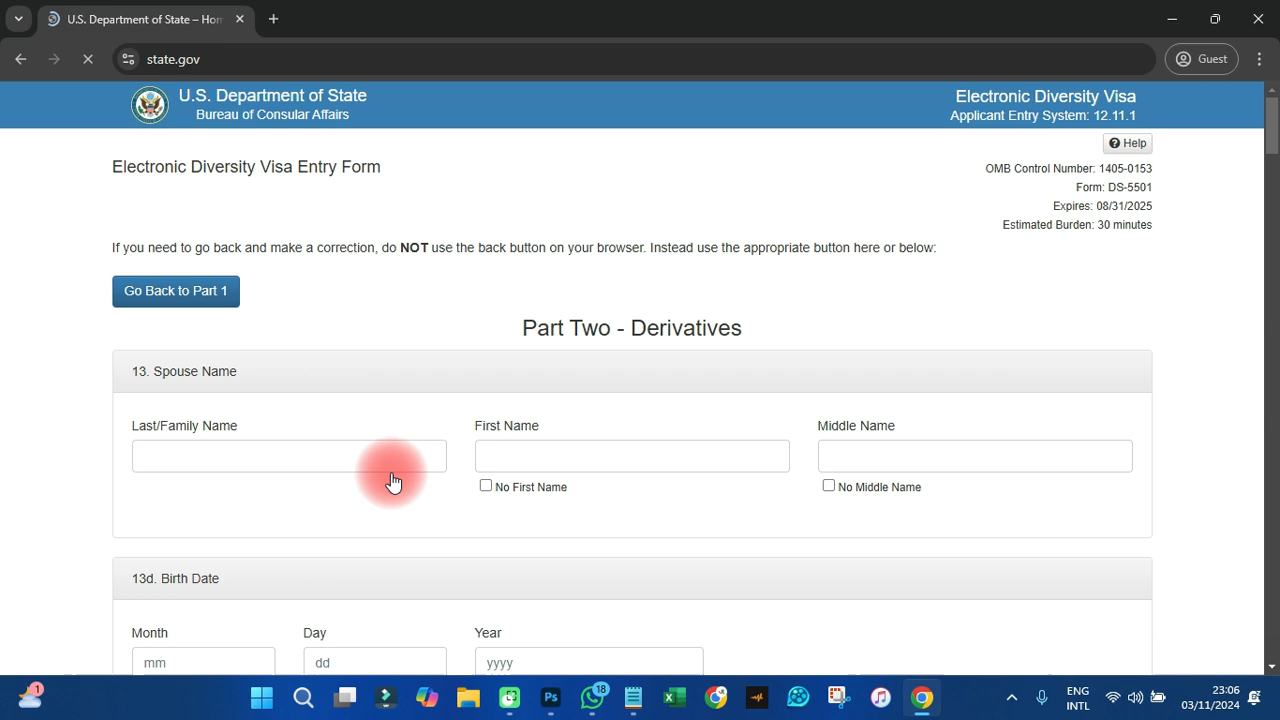 U.S. Department of State – Hom
state.gov
Guest
U.S. Department of State
Bureau of Consular Affairs
Electronic Diversity Visa
Applicant Entry System: 12.11.1
Help
Electronic Diversity Visa Entry Form
OMB Control Number: 1405-0153
Form: DS-5501
Expires: 08/31/2025
Estimated Burden: 30 minutes
If you need to go back and make a correction, do NOT use the back button on your browser. Instead use the appropriate button here or below:
Go Back to Part 1
Part Two - Derivatives
13. Spouse Name
Last/Family Name First Name Middle Name
No First Name No Middle Name
13d. Birth Date
Month Day Year
mm dd yyyy
1
Ps
18
ENG
INTL
23:06
03/11/2024